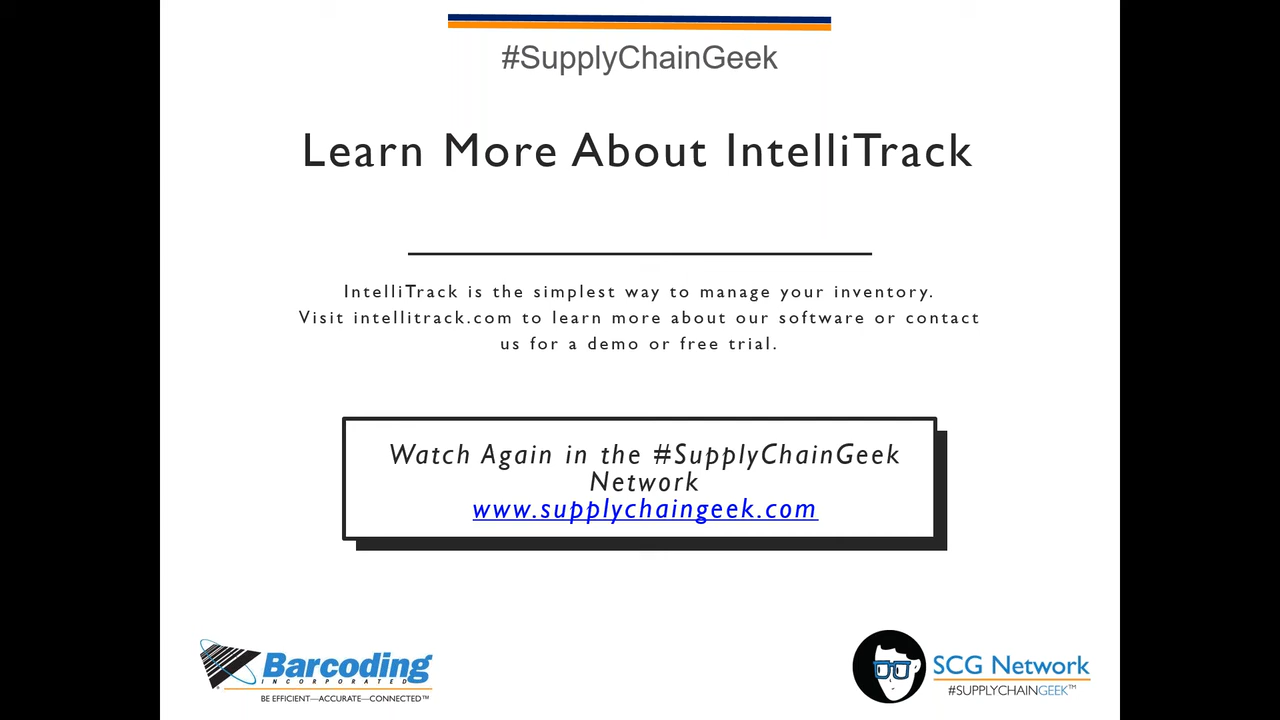 #SupplyChainGeek
Learn More About IntelliTrack
IntelliTrack is the simplest way to manage your inventory.
Visit intellitrack.com to learn more about our software or contact
us for a demo or free trial.
Watch Again in the #SupplyChainGeek
Network
www.supplychaingeek.com
Barcoding
INCORPORATED
BE EFFICIENT—ACCURATE—CONNECTED™
SCG Network
#SUPPLYCHAINGEEK™